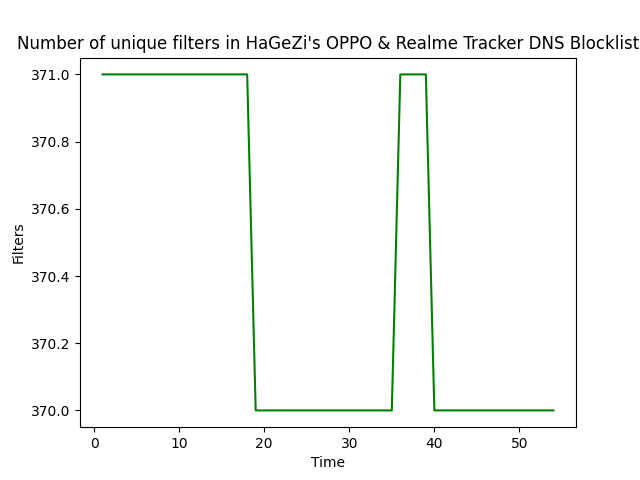 Number of unique filters in HaGeZi's OPPO & Realme Tracker DNS Blocklist
371.0
370.8
370.6
370.4
370.2
370.0
Filters
0 10 20 30 40 50
Time